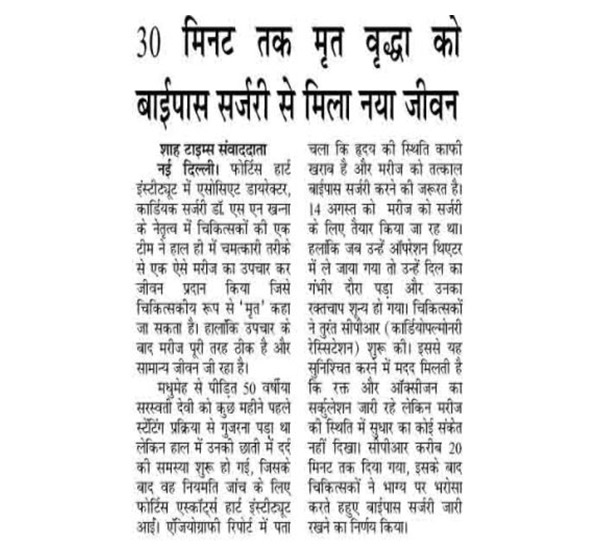 30 मिनट तक मृत वृद्धा को
बाईपास सर्जरी से मिला नया जीवन
शाह टाइम्स संवाददाता
नई दिल्ली। फोर्टिस हार्ट
इंस्टीट्यूट में एसोसिएट डायरेक्टर,
कार्डियक सर्जरी डॉ. एस एन खन्ना
के नेतृत्व में चिकित्सकों की एक
टीम ने हाल ही में चमत्कारी तरीके
से एक ऐसे मरीज का उपचार कर
जीवन प्रदान किया जिसे
चिकित्सकीय रूप से 'मृत' कहा
जा सकता है। हालांकि उपचार के
बाद मरीज पूरी तरह ठीक है और
सामान्य जीवन जी रहा है।
मधुमेह से पीड़ित 50 वर्षीया
सरस्वती देवी को कुछ महीने पहले
स्टेंटिंग प्रक्रिया से गुजरना पड़ा था
लेकिन हाल में उनको छाती में दर्द
की समस्या शुरू हो गई, जिसके
बाद वह नियमति जांच के लिए
फोर्टिस एस्कॉर्ट्स हार्ट इंस्टीट्यूट
आईं। एंजियोग्राफी रिपोर्ट में पता
चला कि हृदय की स्थिति काफी
खराब है और मरीज को तत्काल
बाईपास सर्जरी करने की जरूरत है।
14 अगस्त को मरीज को सर्जरी
के लिए तैयार किया जा रहा था।
हलांकि जब उन्हें ऑपरेशन थिएटर
में ले जाया गया तो उन्हें दिल का
गंभीर दौरा पड़ा और उनका
रक्तचाप शून्य हो गया। चिकित्सकों
ने तुरंत सीपीआर (कार्डियोपल्मोनरी
रेस्सिटेशन) शुरू की। इससे यह
सुनिश्चित करने में मदद मिलती है
कि रक्त और ऑक्सीजन का
सर्कुलेशन जारी रहे लेकिन मरीज
की स्थिति में सुधार का कोई संकेत
नहीं दिखा। सीपीआर करीब 20
मिनट तक दिया गया, इसके बाद
चिकित्सकों ने भाग्य पर भरोसा
करते हहुए बाईपास सर्जरी जारी
रखने का निर्णय किया।